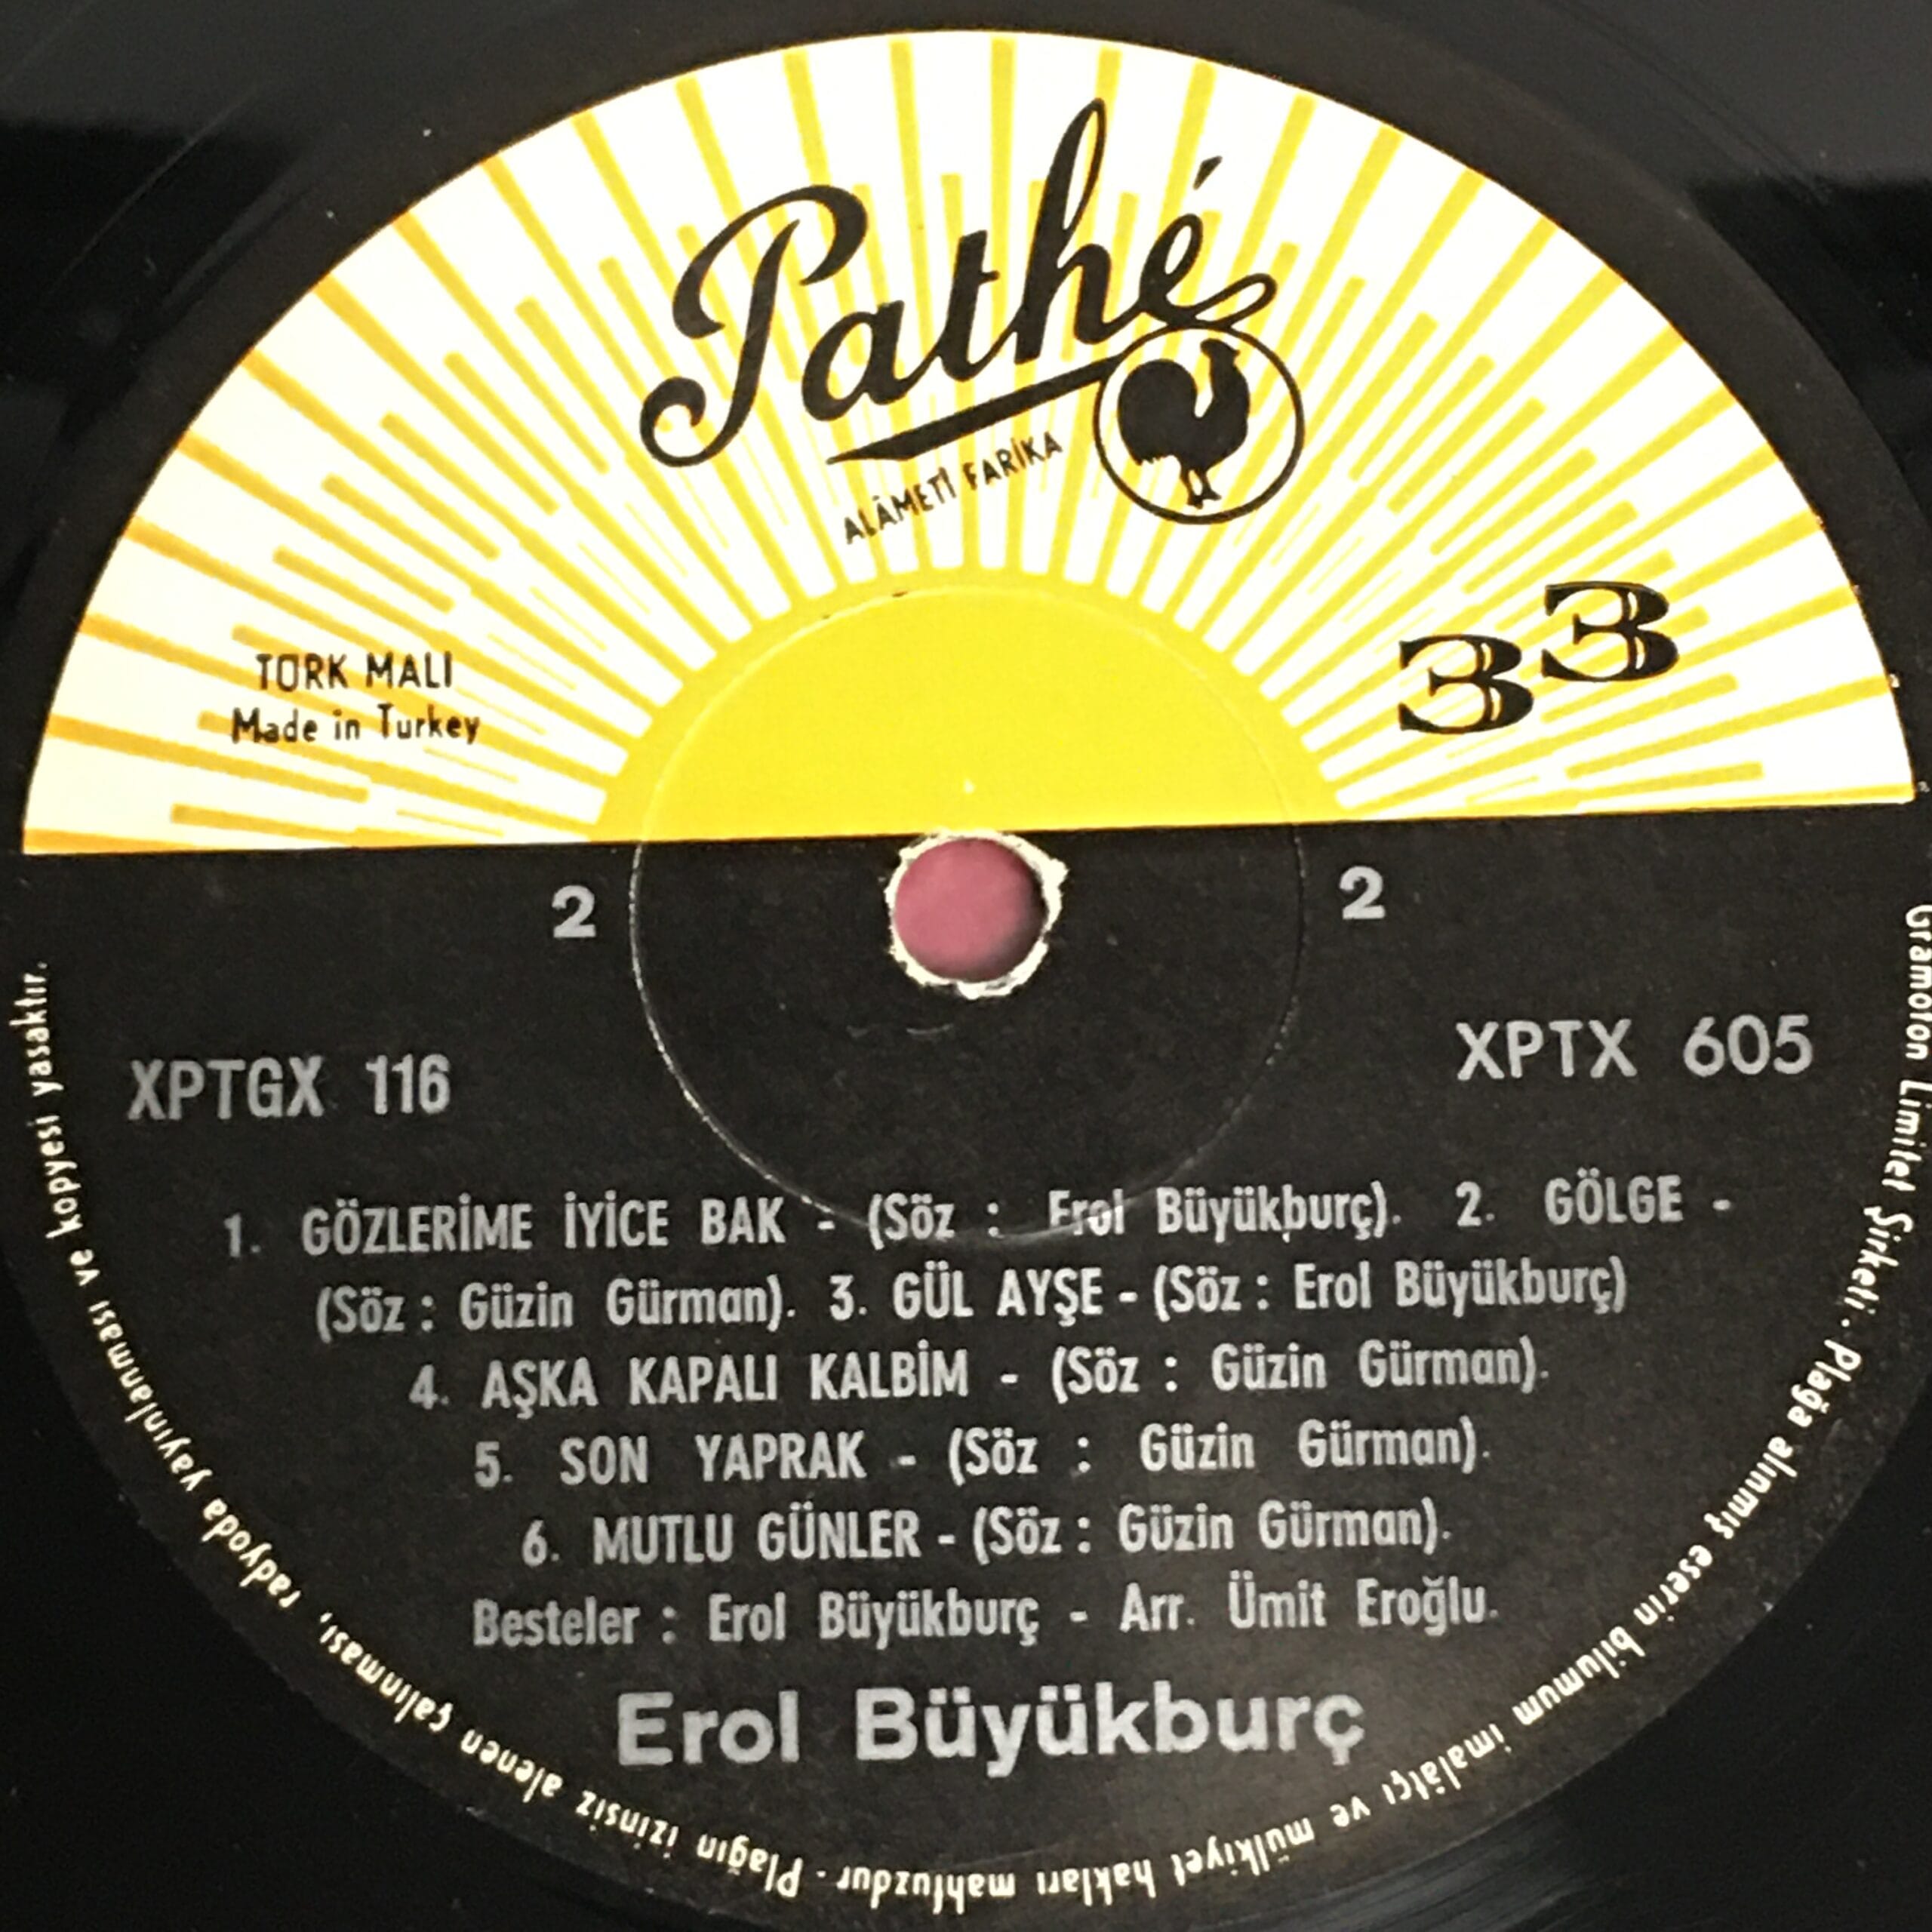 Pathé
ALÂMETİ FARİKA
33
TÜRK MALI
Made in Turkey
2
2
XPTGX 116
XPTX 605
1. GÖZLERİME İYİCE BAK - (Söz : Erol Büyükburç). 2. GÖLGE -
(Söz : Güzin Gürman). 3. GÜL AYŞE - (Söz : Erol Büyükburç)
4. AŞKA KAPALI KALBİM - (Söz : Güzin Gürman).
5. SON YAPRAK - (Söz : Güzin Gürman).
6. MUTLU GÜNLER - (Söz : Güzin Gürman).
Besteler : Erol Büyükburç - Arr. Ümit Eroğlu.
Erol Büyükburç
Gramofon Limitet Şirketi · Plağa alınmış eserin bilumum imalâtçı ve mülkiyet hakları mahfuzdur · Plağın izinsiz alenen çalınması, radyoda yayınlanması ve kopyesi yasaktır.